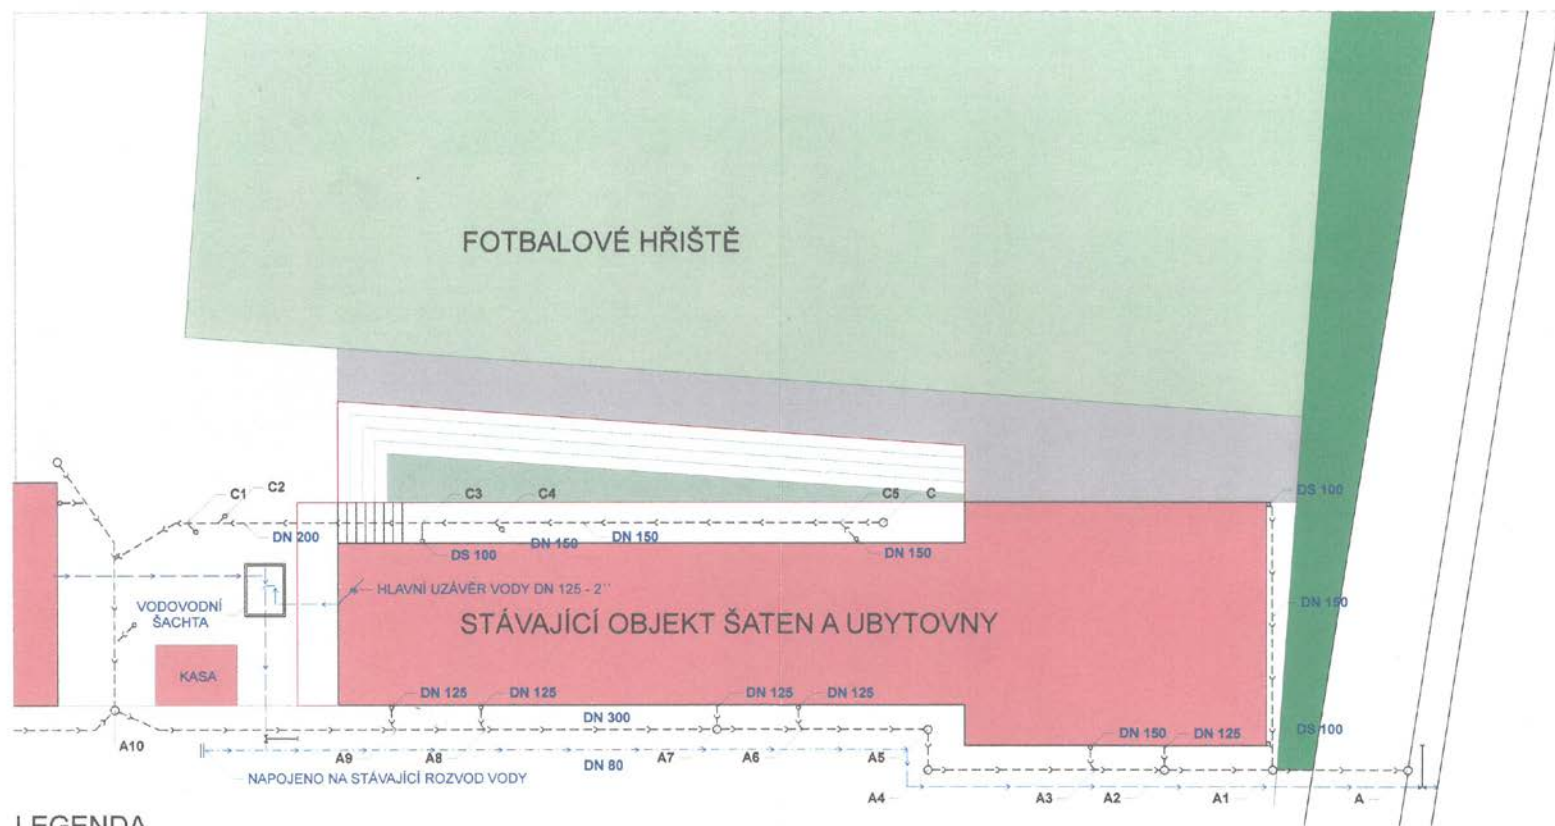 FOTBALOVÉ HŘIŠTĚ
C1
C2
C3
C4
C5
C
DS 100
DN 200
DS 100
DN 150
DN 150
DN 150
HLAVNÍ UZÁVĚR VODY DN 125 - 2''
VODOVODNÍ
ŠACHTA
STÁVAJÍCÍ OBJEKT ŠATEN A UBYTOVNY
DN 150
KASA
DN 125
DN 125
DN 125
DN 125
DN 300
DN 150
DN 125
DS 100
A10
A9
A8
DN 80
A7
A6
A5
NAPOJENO NA STÁVAJÍCÍ ROZVOD VODY
A4
A3
A2
A1
A
LEGENDA